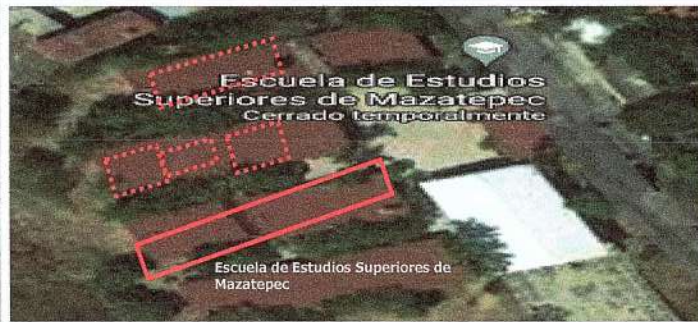 Escuela de Estudios
Superiores de Mazatepec
Cerrado temporalmente
Escuela de Estudios Superiores de
Mazatepec